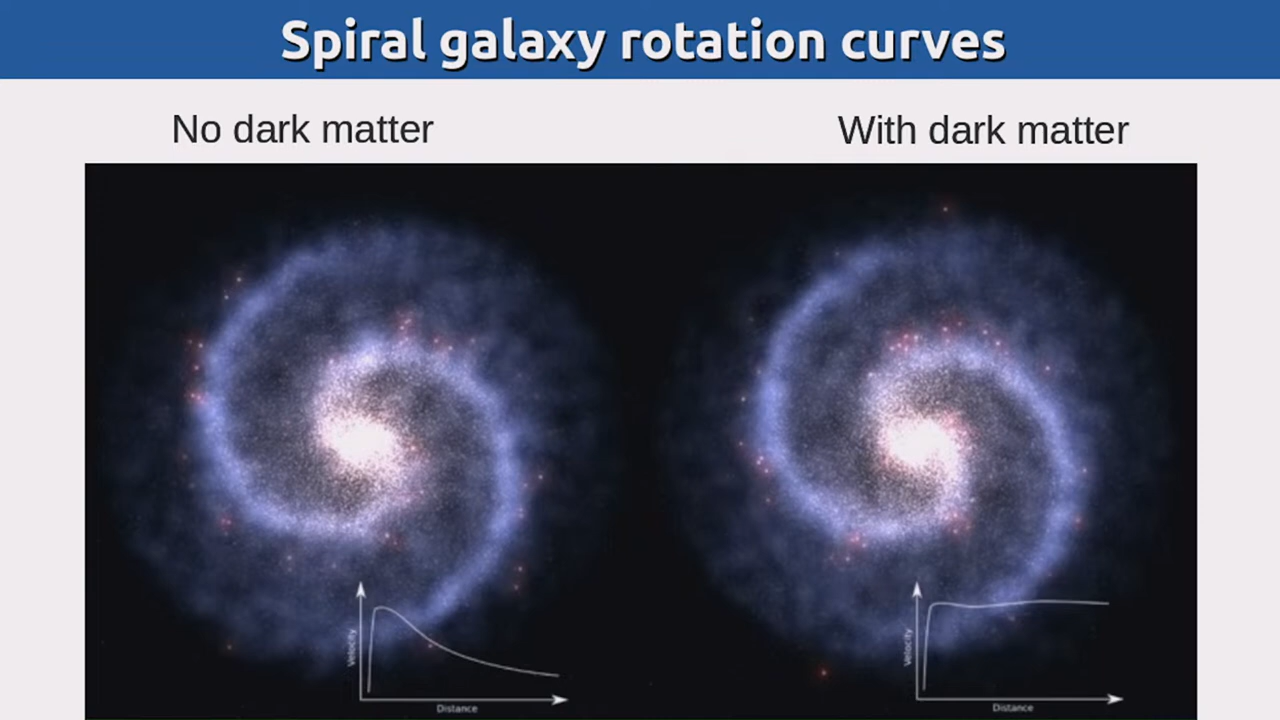 Spiral galaxy rotation curves
No dark matter
With dark matter
Velocity
Distance
Velocity
Distance